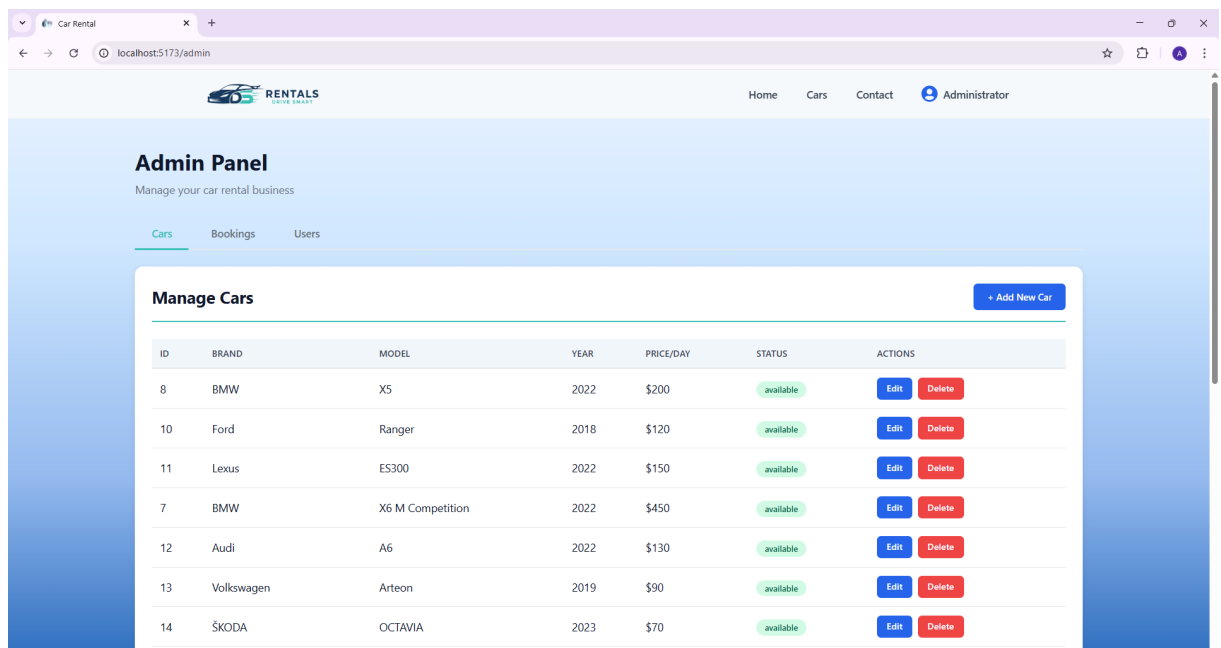 Car Rental
localhost:5173/admin
A
RENTALS
DRIVE SMART
Home Cars Contact Administrator
Admin Panel
Manage your car rental business
Cars Bookings Users
Manage Cars + Add New Car
ID BRAND MODEL YEAR PRICE/DAY STATUS ACTIONS
8 BMW X5 2022 $200 available Edit Delete
10 Ford Ranger 2018 $120 available Edit Delete
11 Lexus ES300 2022 $150 available Edit Delete
7 BMW X6 M Competition 2022 $450 available Edit Delete
12 Audi A6 2022 $130 available Edit Delete
13 Volkswagen Arteon 2019 $90 available Edit Delete
14 ŠKODA OCTAVIA 2023 $70 available Edit Delete